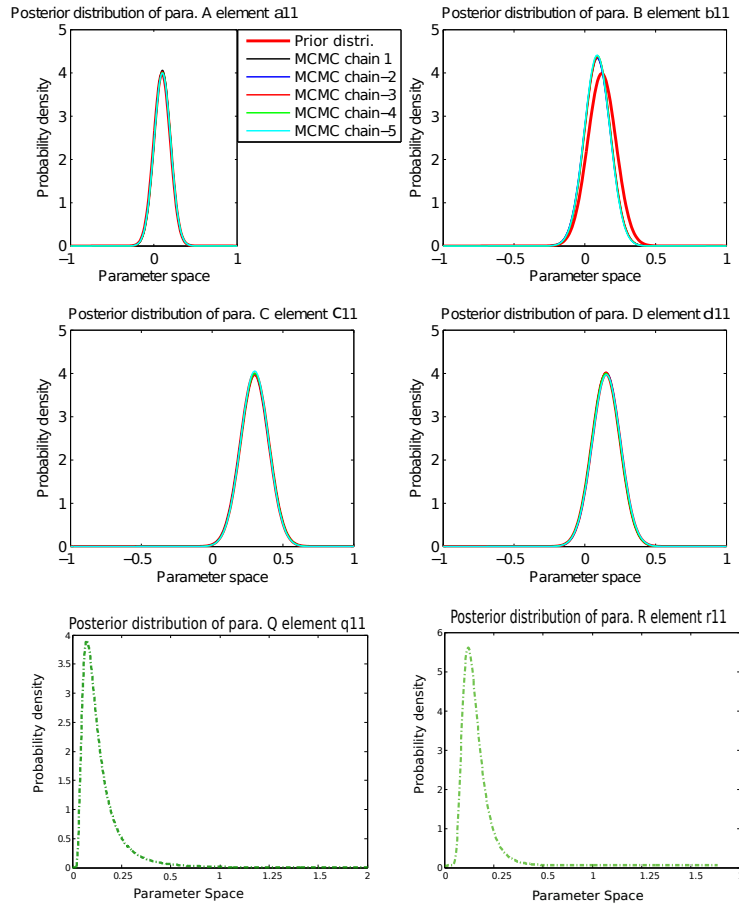 Posterior distribution of para. A element a11
Posterior distribution of para. B element b11
5
4
3
2
1
0
Probability density
−1
0
1
Parameter space
Prior distri.
MCMC chain 1
MCMC chain−2
MCMC chain−3
MCMC chain−4
MCMC chain−5
5
4
3
2
1
0
Probability density
−1
−0.5
0
0.5
1
Parameter space
Posterior distribution of para. C element c11
Posterior distribution of para. D element d11
5
4
3
2
1
0
Probability density
−1
−0.5
0
0.5
1
Parameter space
5
4
3
2
1
0
Probability density
−1
−0.5
0
0.5
1
Parameter space
Posterior distribution of para. Q element q11
Posterior distribution of para. R element r11
4
3.5
3
2.5
2
1.5
1
0.5
0
Probability density
0
0.25
0.5
1
1.25
1.5
2
Parameter Space
6
5
4
3
2
1
0
Probability density
0
0.25
0.5
1
1.25
1.5
Parameter Space